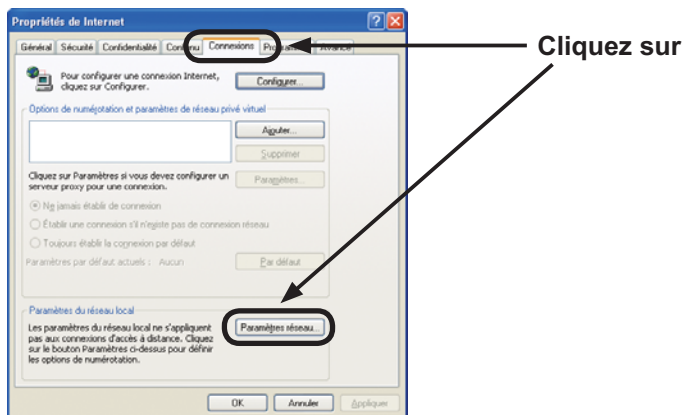 Propriétés de Internet
Général Sécurité Confidentialité Contenu Connexions Programmes Avancé
Cliquez sur
Pour configurer une connexion Internet,
cliquez sur Configurer.
Configurer...
Options de numérotation et paramètres de réseau privé virtuel
Ajouter...
Supprimer
Cliquez sur Paramètres si vous devez configurer un
serveur proxy pour une connexion.
Paramètres...
Ne jamais établir de connexion
Établir une connexion s'il n'existe pas de connexion réseau
Toujours établir la connexion par défaut
Paramètres par défaut actuels : Aucun
Par défaut
Paramètres du réseau local
Les paramètres du réseau local ne s'appliquent
pas aux connexions d'accès à distance. Cliquez
sur le bouton Paramètres ci-dessus pour définir
les options de numérotation.
Paramètres réseau...
OK Annuler Appliquer